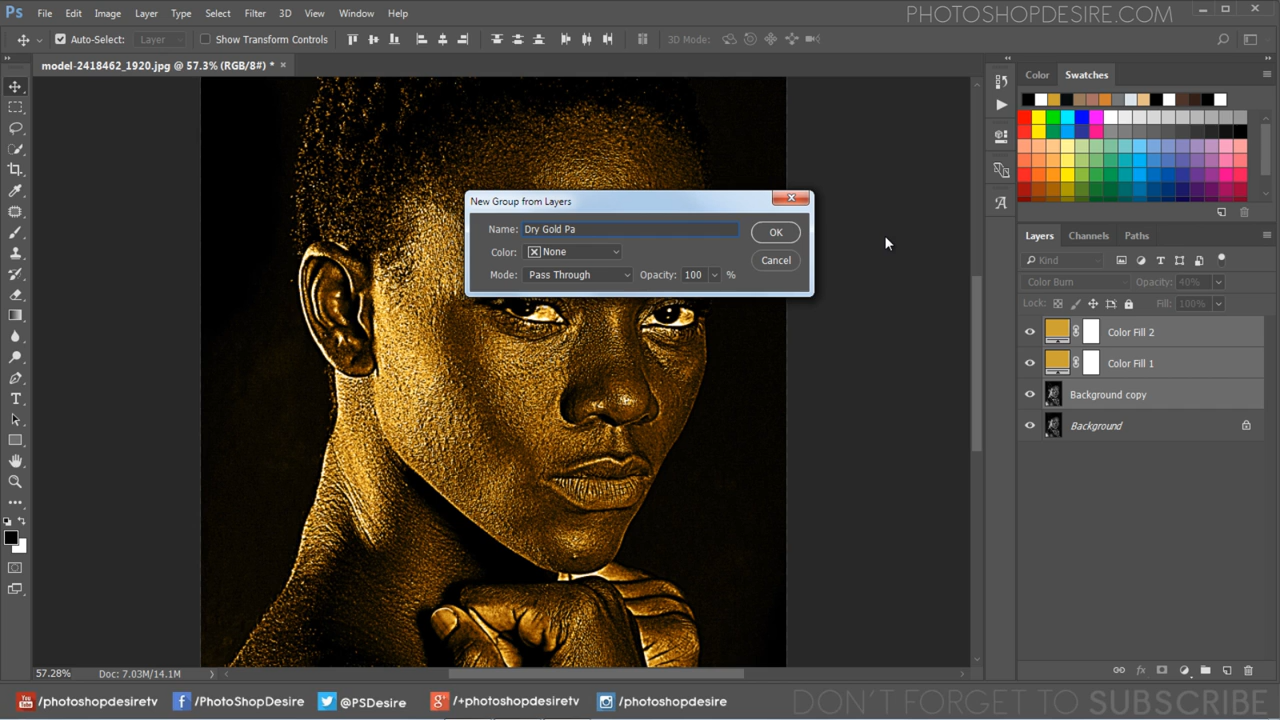 Ps File Edit Image Layer Type Select Filter 3D View Window Help
PHOTOSHOPDESIRE.COM
Auto-Select: Layer Show Transform Controls 3D Mode:
model-2418462_1920.jpg @ 57.3% (RGB/8#) * ×
Color Swatches
New Group from Layers
Name: Dry Gold Pa OK
Color: None Cancel
Mode: Pass Through Opacity: 100 %
Layers Channels Paths
Kind
Color Burn Opacity: 40%
Lock: Fill: 100%
Color Fill 2
Color Fill 1
Background copy
Background
57.28% Doc: 7.03M/14.1M
You Tube /photoshopdesiretv /PhotoShopDesire @PSDesire /+photoshopdesiretv /photoshopdesire DON'T FORGET TO SUBSCRIBE